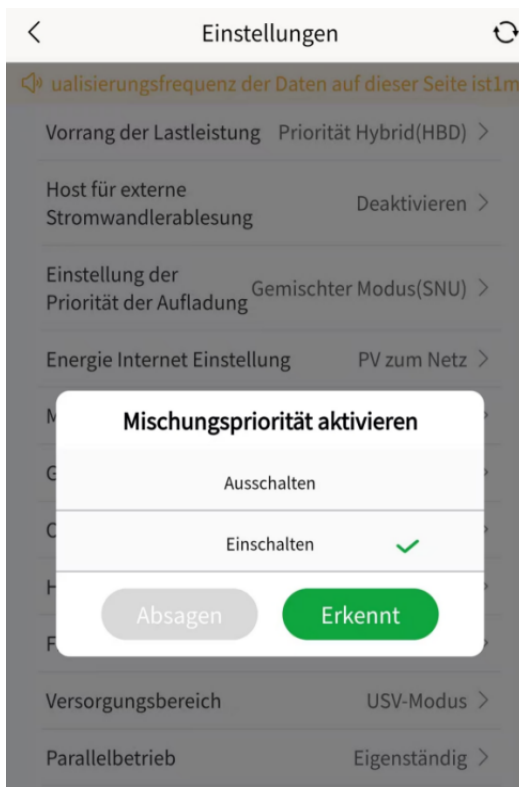 Einstellungen
ualisierungsfrequenz der Daten auf dieser Seite ist1m
Vorrang der Lastleistung Priorität Hybrid(HBD)
Host für externe
Stromwandlerablesung
Deaktivieren
Einstellung der
Priorität der Aufladung
Gemischter Modus(SNU)
Energie Internet Einstellung PV zum Netz
Mischungspriorität aktivieren
Ausschalten
Einschalten
Absagen Erkennt
Versorgungsbereich USV-Modus
Parallelbetrieb Eigenständig